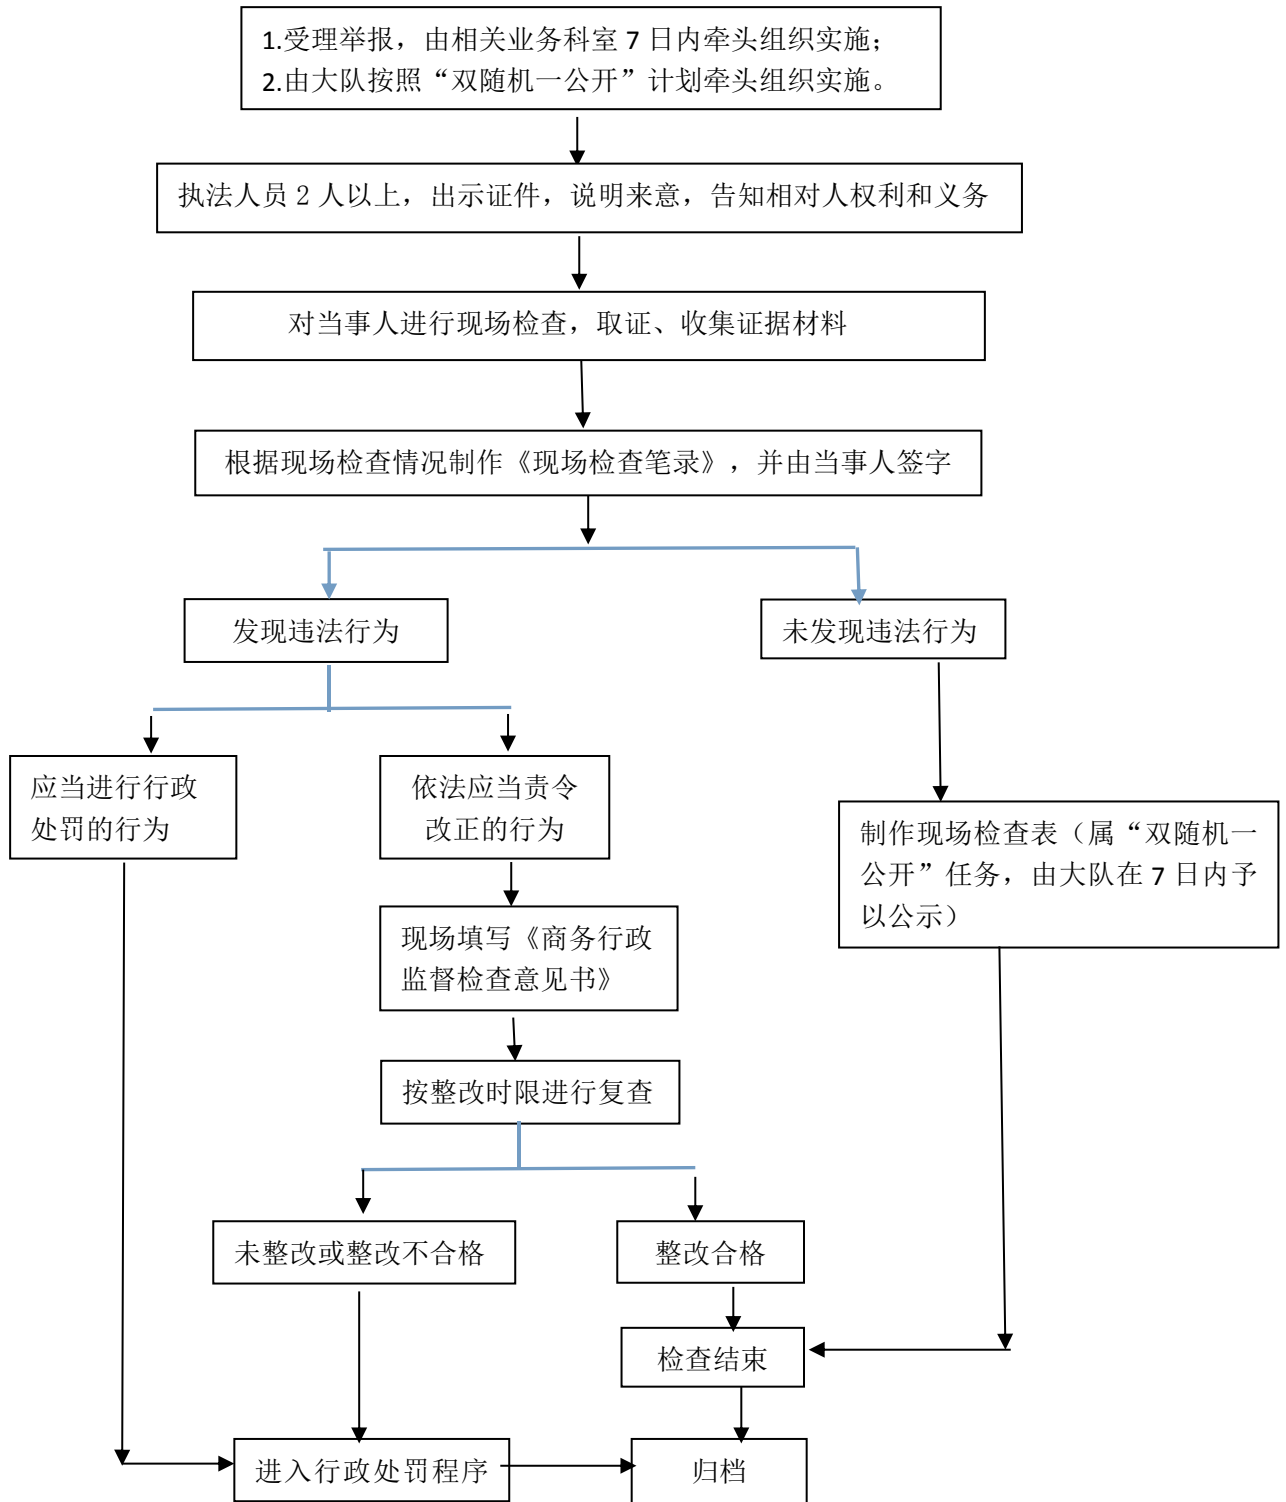 1.受理举报，由相关业务科室 7 日内牵头组织实施；
2.由大队按照“双随机一公开”计划牵头组织实施。
执法人员 2 人以上，出示证件，说明来意，告知相对人权利和义务
对当事人进行现场检查，取证、收集证据材料
根据现场检查情况制作《现场检查笔录》，并由当事人签字
发现违法行为
未发现违法行为
应当进行行政
处罚的行为
依法应当责令
改正的行为
制作现场检查表（属“双随机一
公开”任务，由大队在 7 日内予
以公示）
现场填写《商务行政
监督检查意见书》
按整改时限进行复查
未整改或整改不合格
整改合格
检查结束
进入行政处罚程序
归档